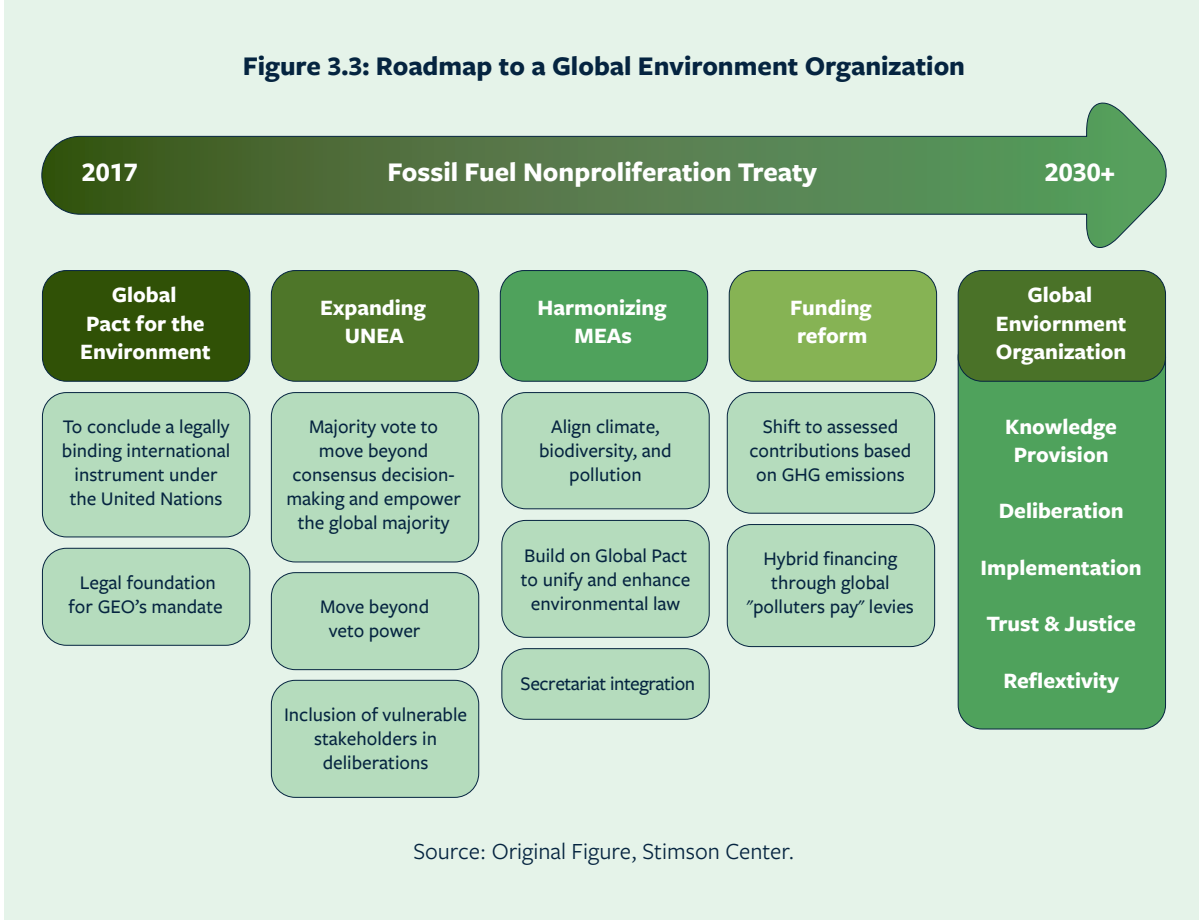 Figure 3.3: Roadmap to a Global Environment Organization
2017
Fossil Fuel Nonproliferation Treaty
2030+
Global
Pact for the
Environment
To conclude a legally
binding international
instrument under
the United Nations
Legal foundation
for GEO’s mandate
Expanding
UNEA
Majority vote to
move beyond
consensus decision-
making and empower
the global majority
Move beyond
veto power
Inclusion of vulnerable
stakeholders in
deliberations
Harmonizing
MEAs
Align climate,
biodiversity, and
pollution
Build on Global Pact
to unify and enhance
environmental law
Secretariat integration
Funding
reform
Shift to assessed
contributions based
on GHG emissions
Hybrid financing
through global
"polluters pay" levies
Global
Enviornment
Organization
Knowledge
Provision
Deliberation
Implementation
Trust & Justice
Reflextivity
Source: Original Figure, Stimson Center.